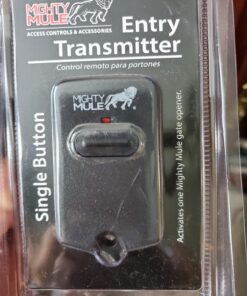 MIGHTY
MULE
ACCESS CONTROLS & ACCESSORIES
Entry
Transmitter
Control remoto para portones
Single Button
MIGHTY
MULE
Activates one Mighty Mule gate opener.